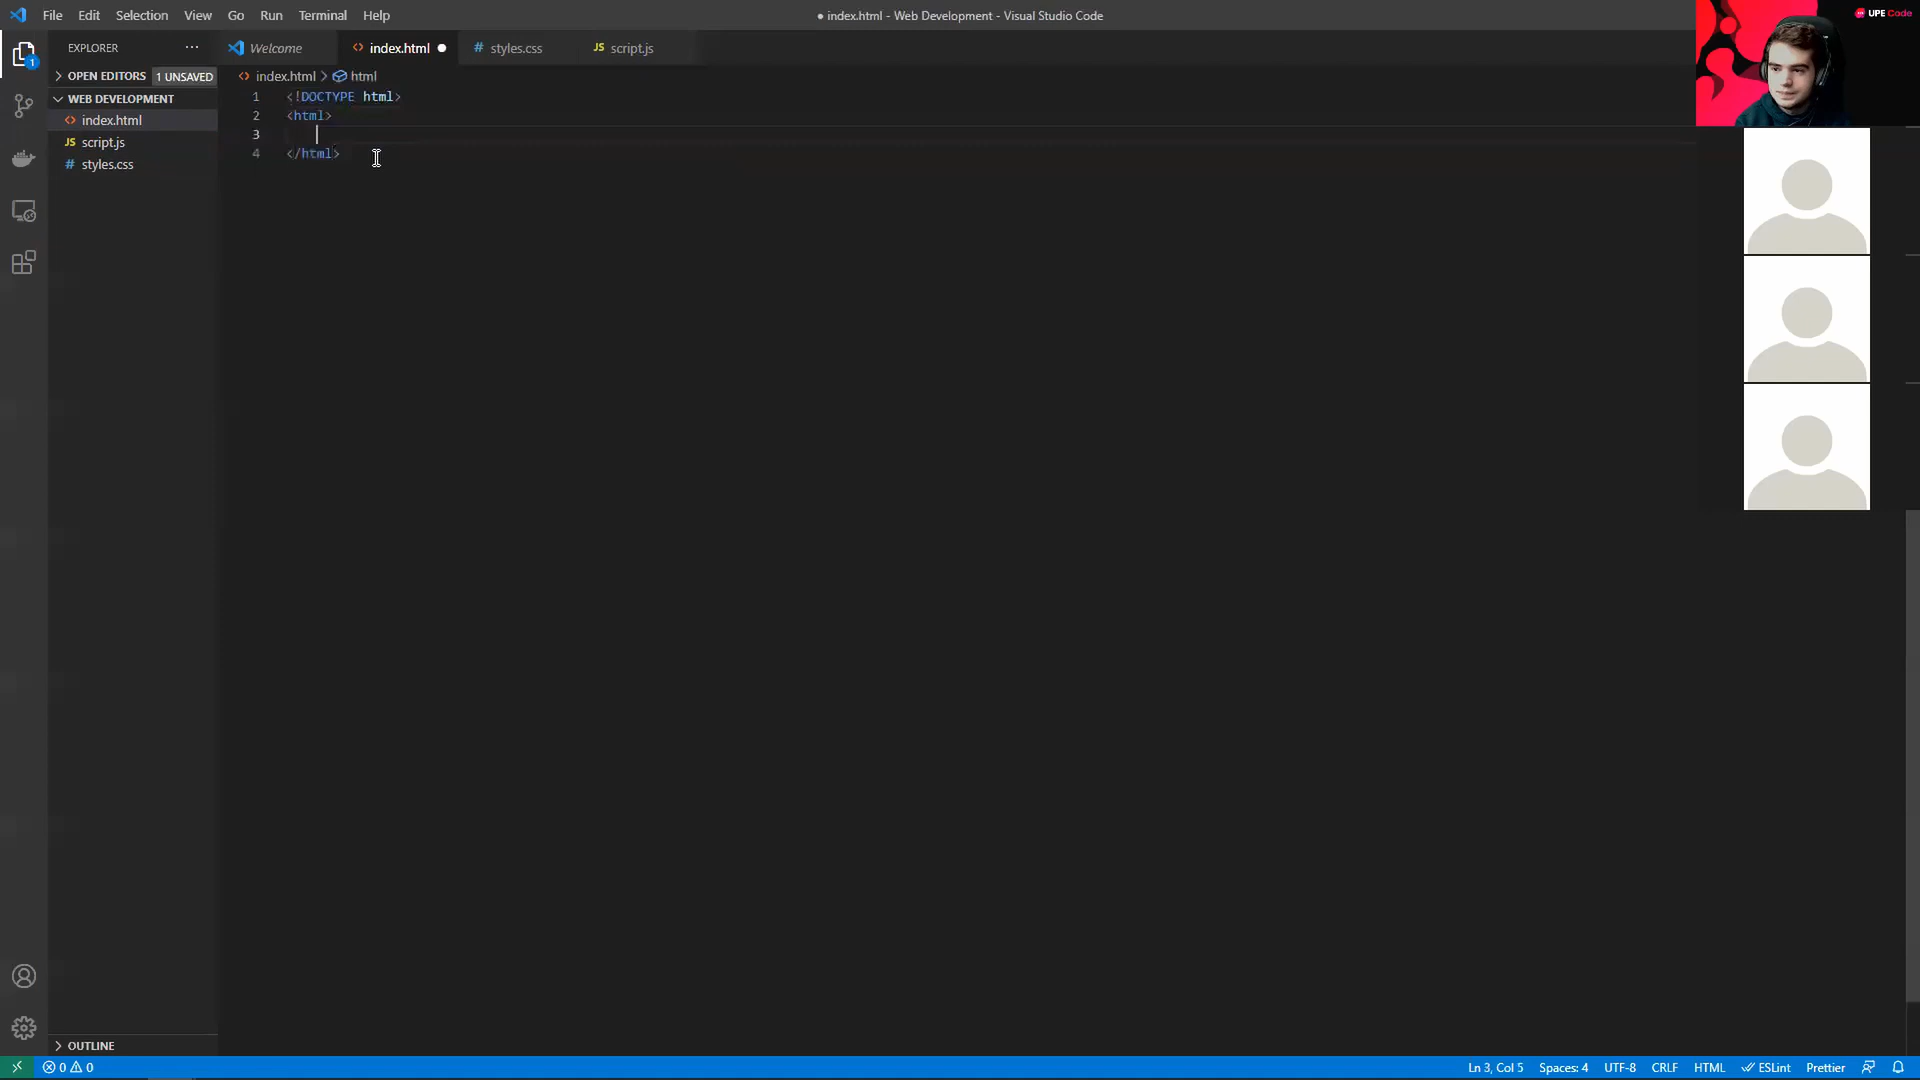 File Edit Selection View Go Run Terminal Help
● index.html - Web Development - Visual Studio Code
UPE Code
EXPLORER ···
Welcome
index.html ●
# styles.css
JS script.js
OPEN EDITORS 1 UNSAVED
WEB DEVELOPMENT
index.html
JS script.js
# styles.css
index.html > html
1 <!DOCTYPE html>
2 <html>
3
4 </html>
1
OUTLINE
0 0
Ln 3, Col 5 Spaces: 4 UTF-8 CRLF HTML ESLint Prettier